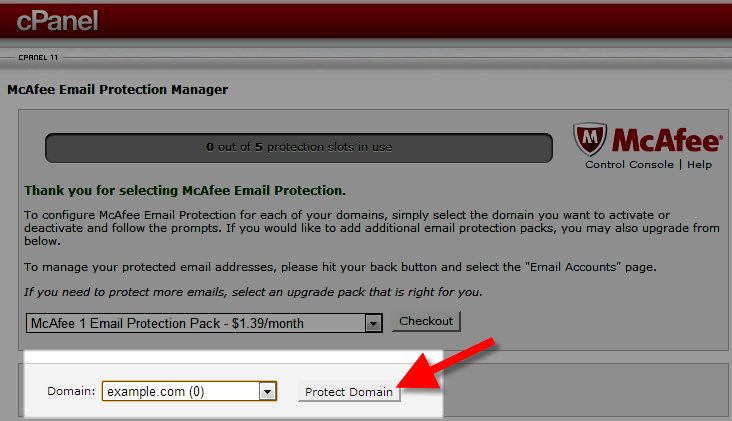 cPanel
CPANEL 11
McAfee Email Protection Manager
0 out of 5 protection slots in use
McAfee
Control Console | Help
Thank you for selecting McAfee Email Protection.
To configure McAfee Email Protection for each of your domains, simply select the domain you want to activate or
deactivate and follow the prompts. If you would like to add additional email protection packs, you may also upgrade from
below.
To manage your protected email addresses, please hit your back button and select the "Email Accounts" page.
If you need to protect more emails, select an upgrade pack that is right for you.
McAfee 1 Email Protection Pack - $1.39/month Checkout
Domain: example.com (0) Protect Domain